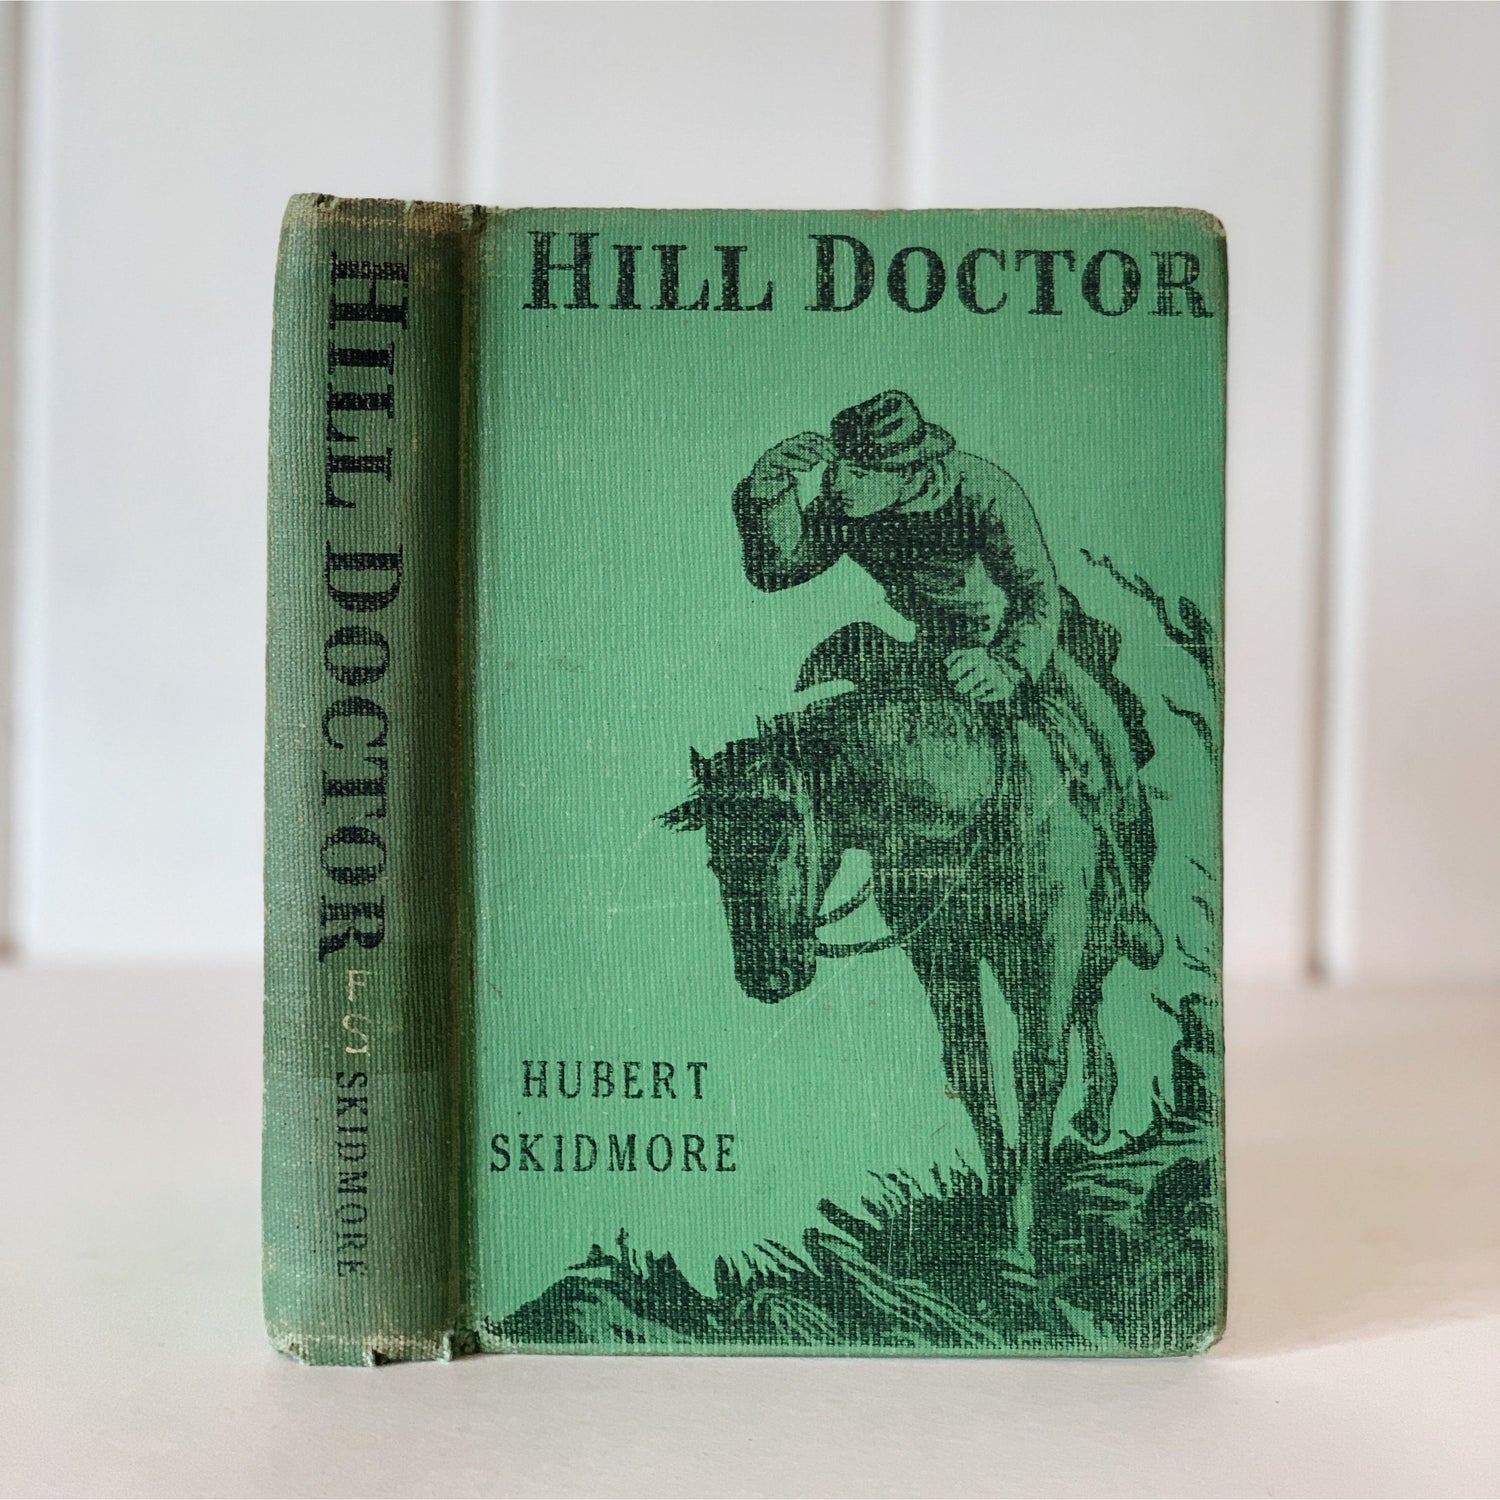 HILL DOCTOR
HUBERT
SKIDMORE
HILL DOCTOR
F
S
SKIDMORE